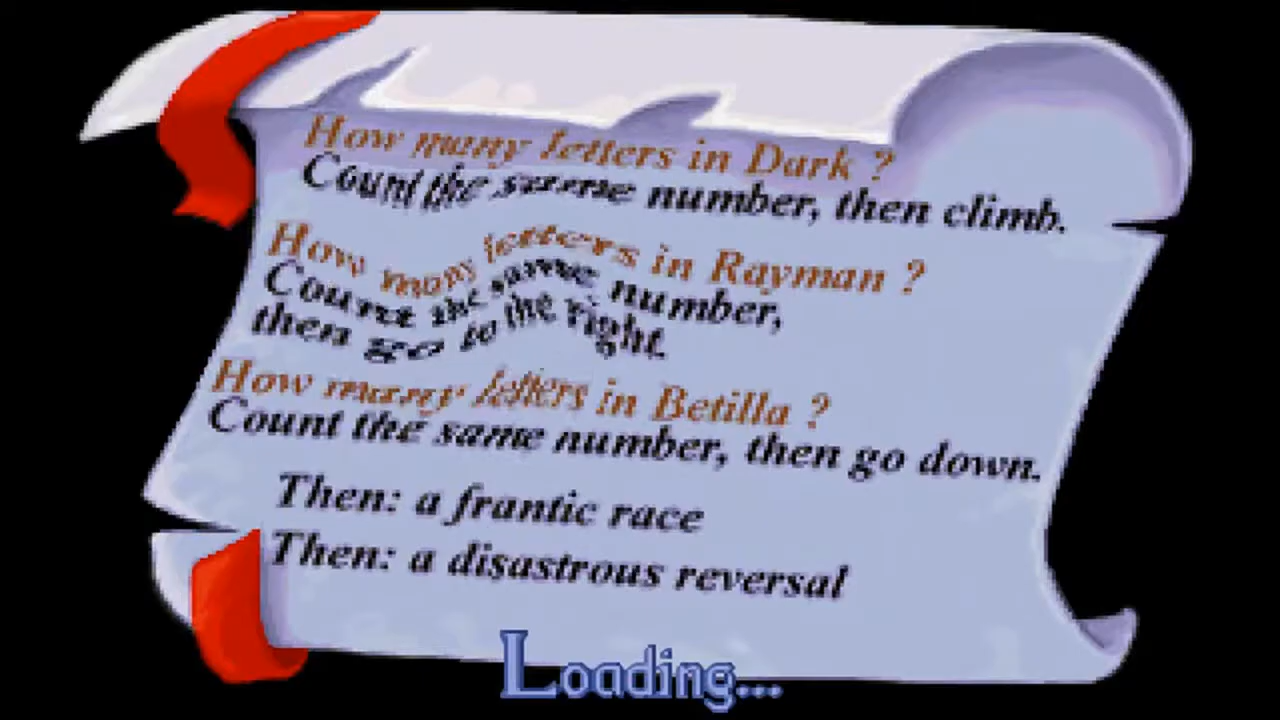 How many letters in Dark ?
Count the same number, then climb.
How many letters in Rayman ?
Count the same number,
then go to the right.
How many letters in Betilla ?
Count the same number, then go down.
Then: a frantic race
Then: a disastrous reversal
Loading...